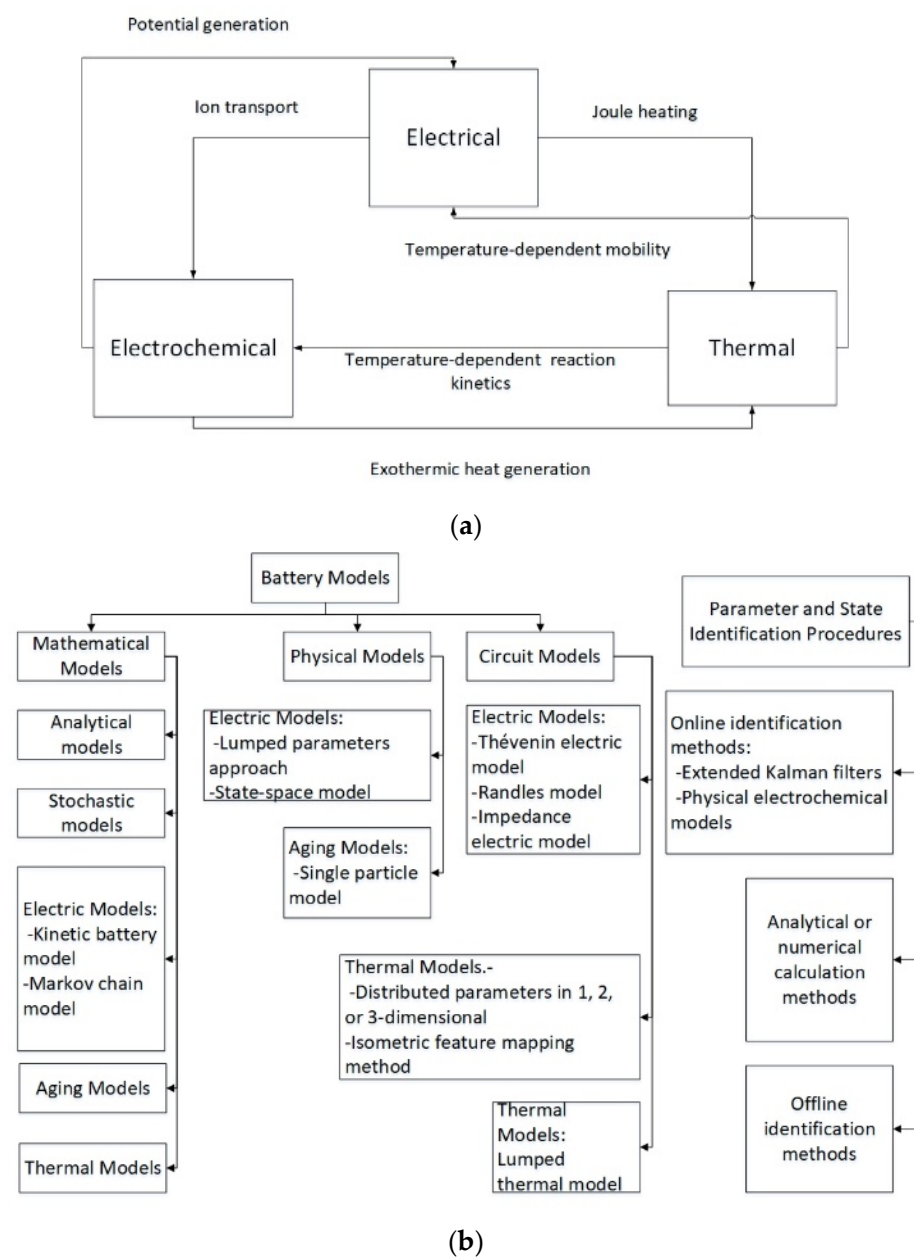 Potential generation
Ion transport
Joule heating
Electrical
Temperature-dependent mobility
Electrochemical
Thermal
Temperature-dependent reaction
kinetics
Exothermic heat generation
(a)
Battery Models
Mathematical
Models
Analytical
models
Stochastic
models
Electric Models:
-Kinetic battery
model
-Markov chain
model
Aging Models
Thermal Models
Physical Models
Electric Models:
-Lumped parameters
approach
-State-space model
Aging Models:
-Single particle
model
Circuit Models
Electric Models:
-Thévenin electric
model
-Randles model
-Impedance
electric model
Thermal Models.-
-Distributed parameters in 1, 2,
or 3-dimensional
-Isometric feature mapping
method
Thermal
Models:
Lumped
thermal model
Parameter and State
Identification Procedures
Online identification
methods:
-Extended Kalman filters
-Physical electrochemical
models
Analytical or
numerical
calculation
methods
Offline
identification
methods
(b)